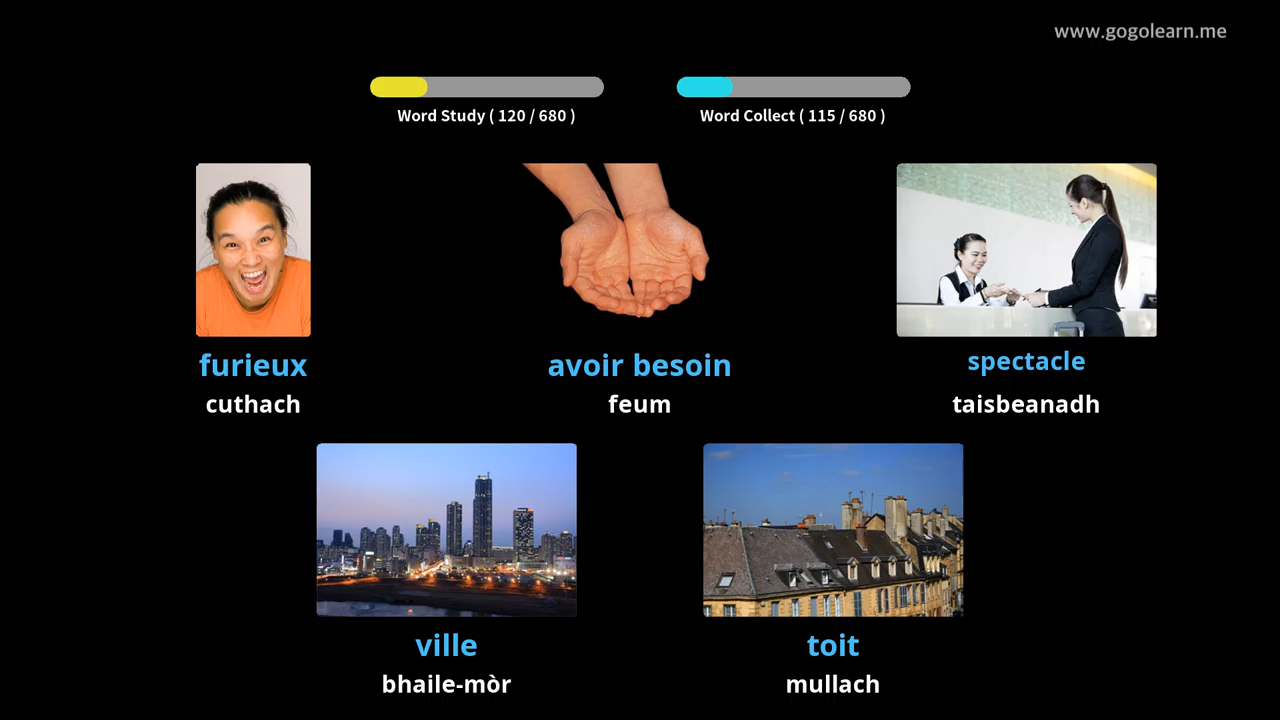 www.gogolearn.me
Word Study ( 120 / 680 )
Word Collect ( 115 / 680 )
furieux
cuthach
avoir besoin
feum
spectacle
taisbeanadh
ville
bhaile-mòr
toit
mullach